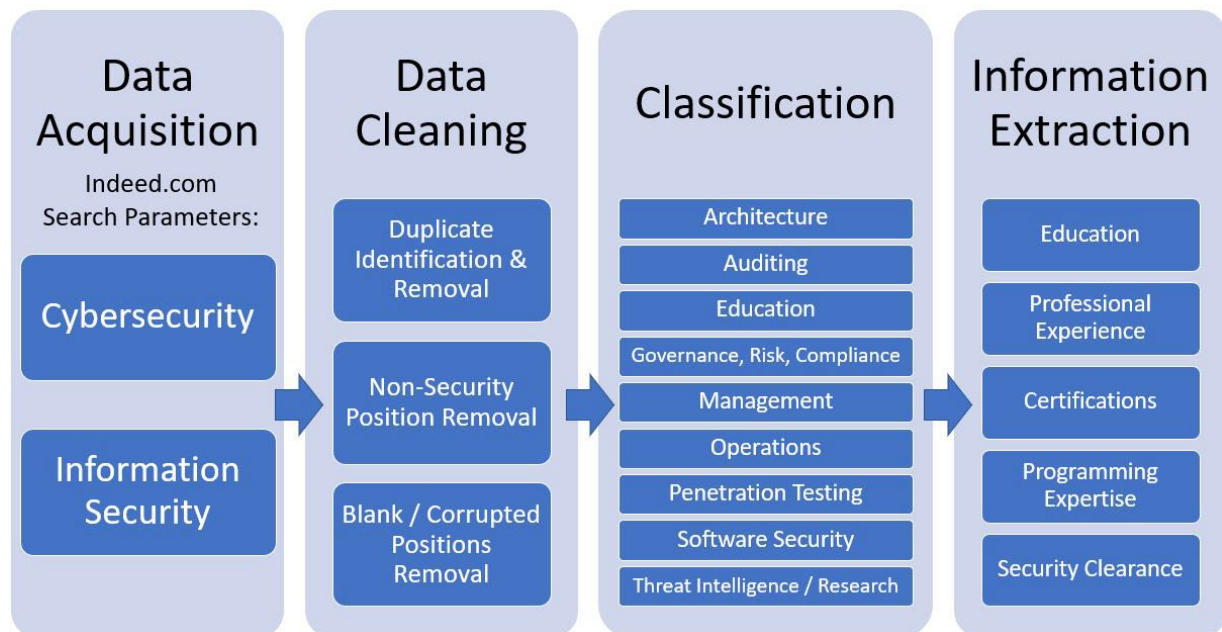 Data
Acquisition
Indeed.com
Search Parameters:
Cybersecurity
Information
Security
Data
Cleaning
Duplicate
Identification &
Removal
Non-Security
Position Removal
Blank / Corrupted
Positions
Removal
Classification
Architecture
Auditing
Education
Governance, Risk, Compliance
Management
Operations
Penetration Testing
Software Security
Threat Intelligence / Research
Information
Extraction
Education
Professional
Experience
Certifications
Programming
Expertise
Security Clearance